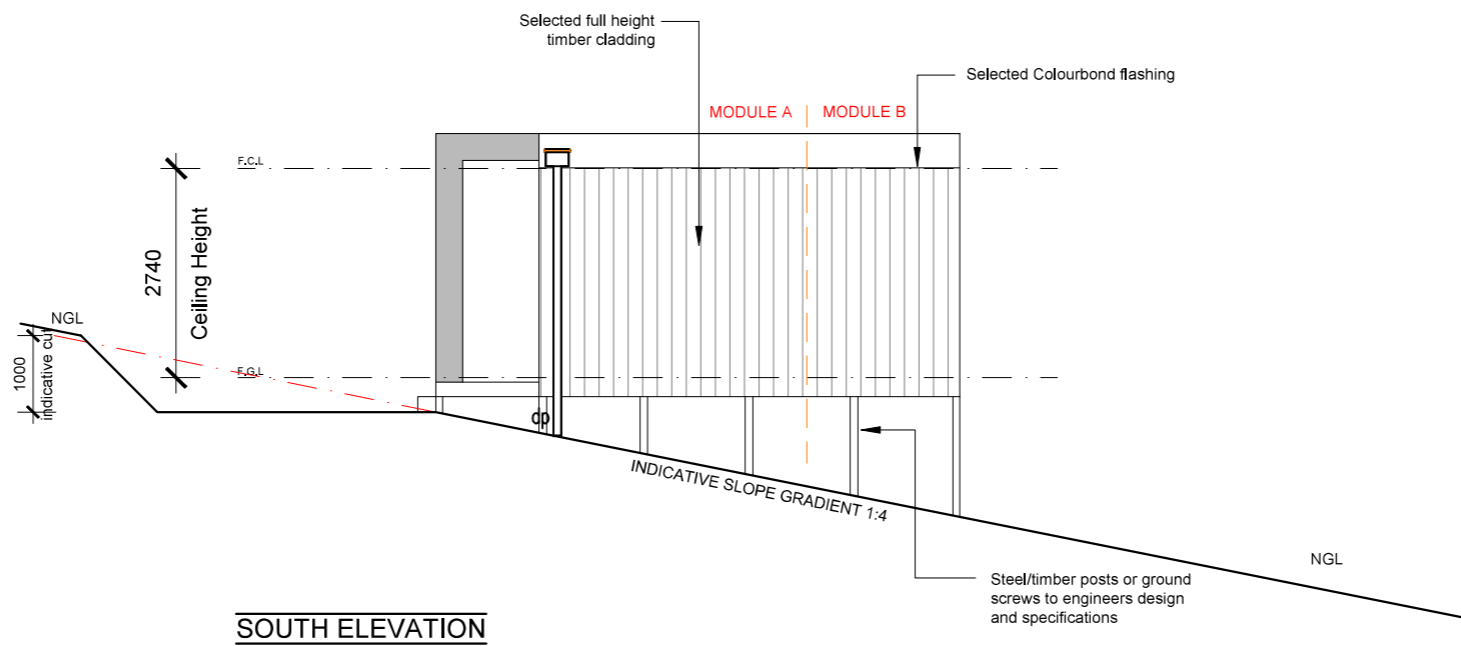 Selected full height
timber cladding
Selected Colourbond flashing
MODULE A
MODULE B
F.C.L
2740
Ceiling Height
NGL
1000
indicative cut
F.G.L
dp
INDICATIVE SLOPE GRADIENT 1:4
NGL
Steel/timber posts or ground
screws to engineers design
and specifications
SOUTH ELEVATION